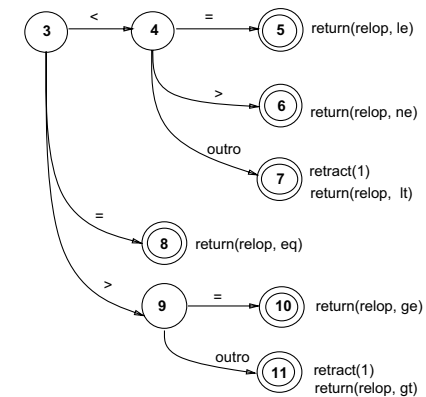 3 < 4 = 5 return(relop, le)
> 6 return(relop, ne)
outro 7 retract(1)
return(relop, lt)
= 8 return(relop, eq)
> 9 = 10 return(relop, ge)
outro 11 retract(1)
return(relop, gt)